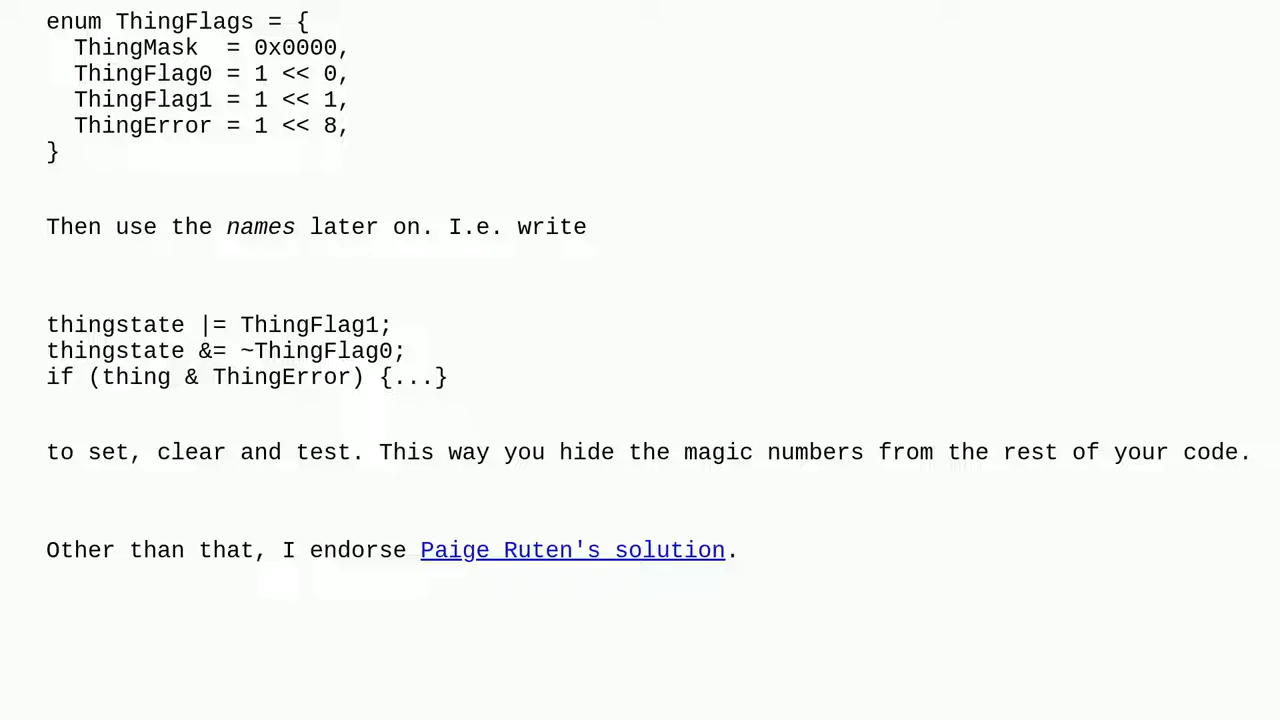 enum ThingFlags = {
  ThingMask  = 0x0000,
  ThingFlag0 = 1 << 0,
  ThingFlag1 = 1 << 1,
  ThingError = 1 << 8,
}
Then use the names later on. I.e. write
thingstate |= ThingFlag1;
thingstate &= ~ThingFlag0;
if (thing & ThingError) {...}
to set, clear and test. This way you hide the magic numbers from the rest of your code.
Other than that, I endorse Paige Ruten's solution.